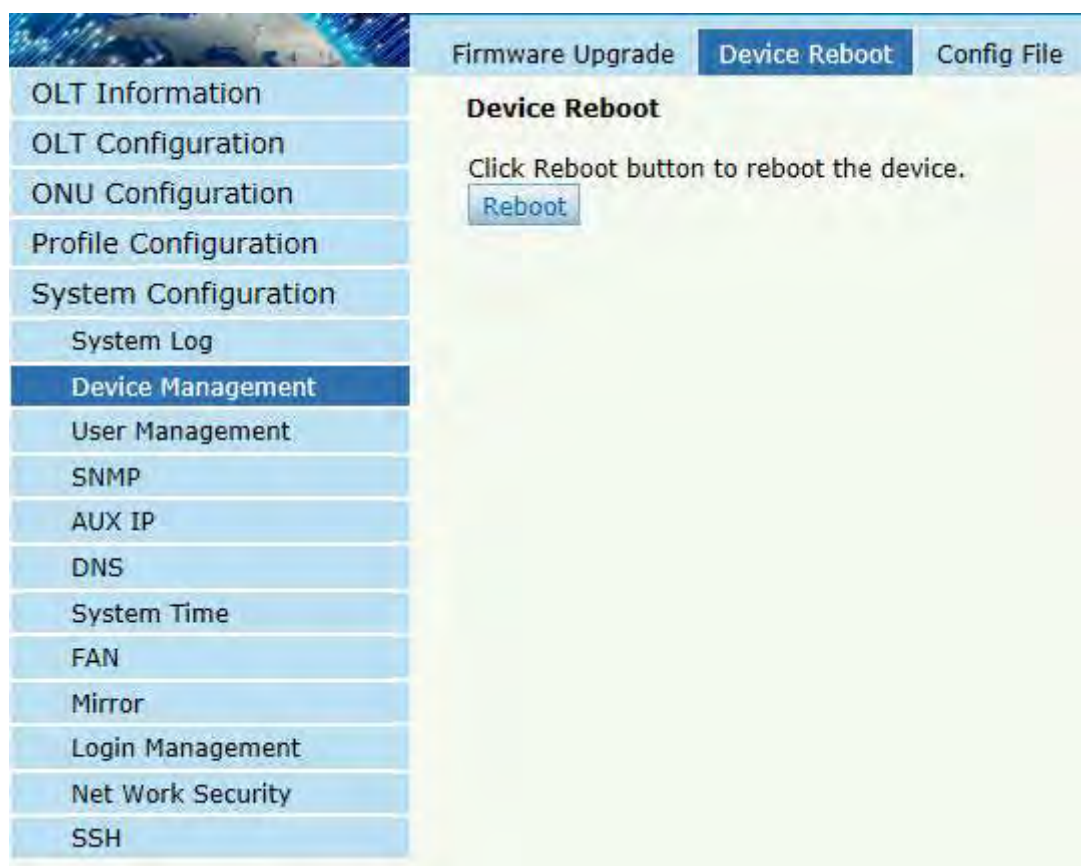 Firmware Upgrade Device Reboot Config File
OLT Information
OLT Configuration
ONU Configuration
Profile Configuration
System Configuration
System Log
Device Management
User Management
SNMP
AUX IP
DNS
System Time
FAN
Mirror
Login Management
Net Work Security
SSH
Device Reboot
Click Reboot button to reboot the device.
Reboot